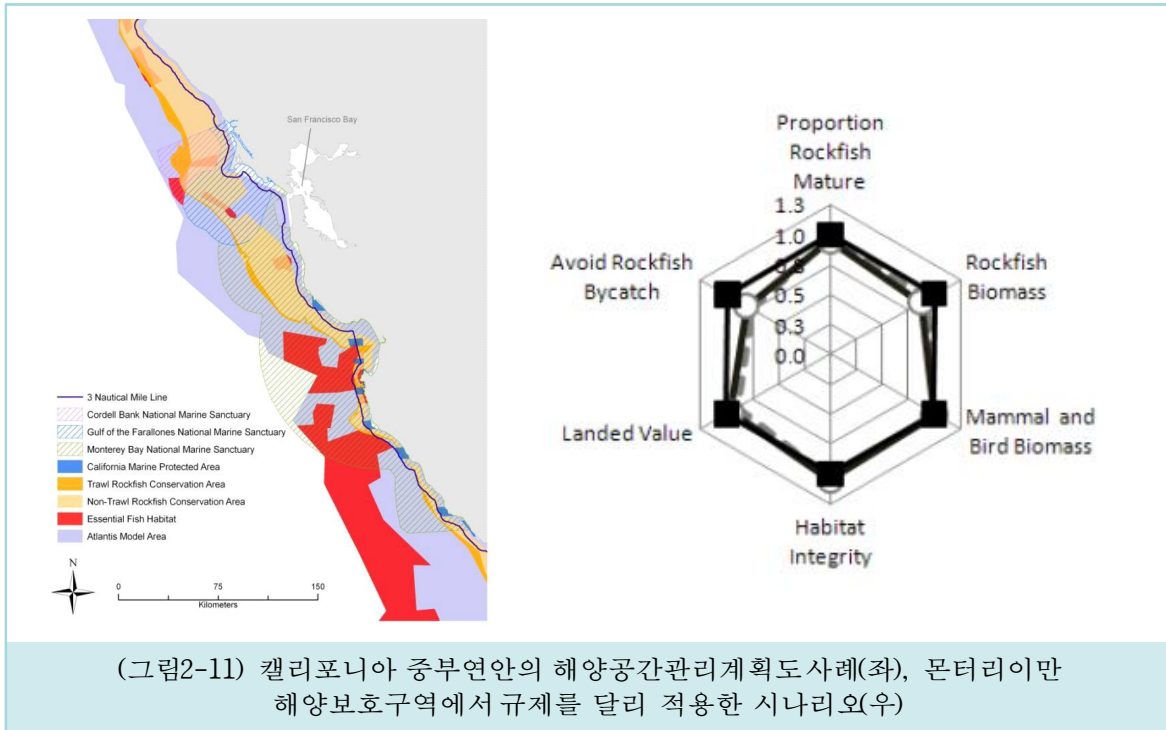 San Francisco Bay
3 Nautical Mile Line
Cordell Bank National Marine Sanctuary
Gulf of the Farallones National Marine Sanctuary
Monterey Bay National Marine Sanctuary
California Marine Protected Area
Trawl Rockfish Conservation Area
Non-Trawl Rockfish Conservation Area
Essential Fish Habitat
Atlantis Model Area
N
0 75 150
Kilometers
Proportion
Rockfish
Mature
1.3
1.0
0.8
0.5
0.3
0.0
Avoid Rockfish
Bycatch
Rockfish
Biomass
Landed Value
Mammal and
Bird Biomass
Habitat
Integrity
(그림2-11) 캘리포니아 중부연안의 해양공간관리계획도사례(좌), 몬터리이만
해양보호구역에서 규제를 달리 적용한 시나리오(우)